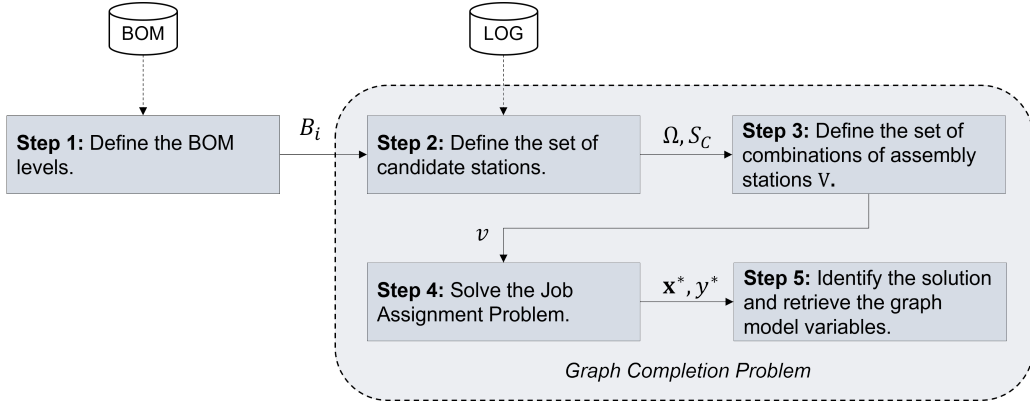 BOM
LOG
Step 1: Define the BOM
levels.
B_i
Step 2: Define the set of
candidate stations.
Ω, S_C
Step 3: Define the set of
combinations of assembly
stations V.
v
Step 4: Solve the Job
Assignment Problem.
x*, y*
Step 5: Identify the solution
and retrieve the graph
model variables.
Graph Completion Problem